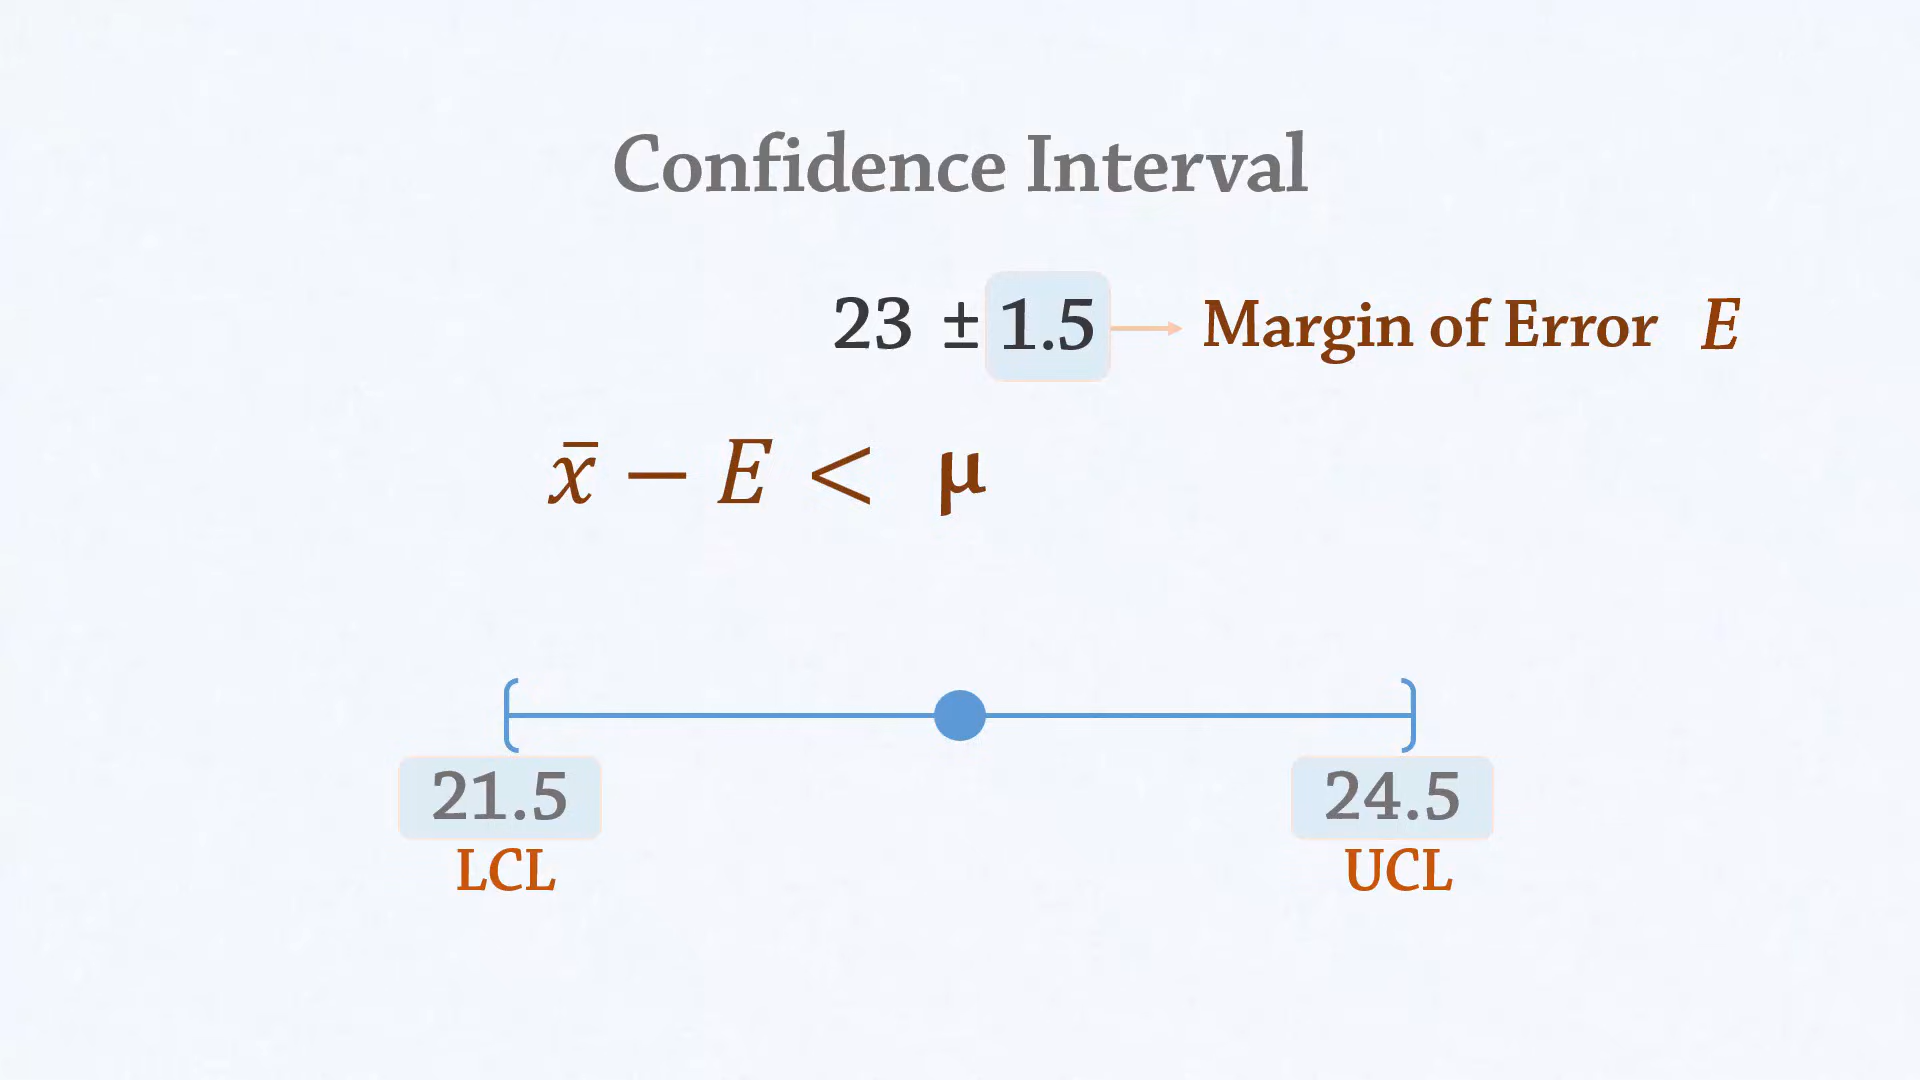 Confidence Interval
23 ± 1.5 Margin of Error E
x̄ − E < μ
21.5 24.5
LCL UCL